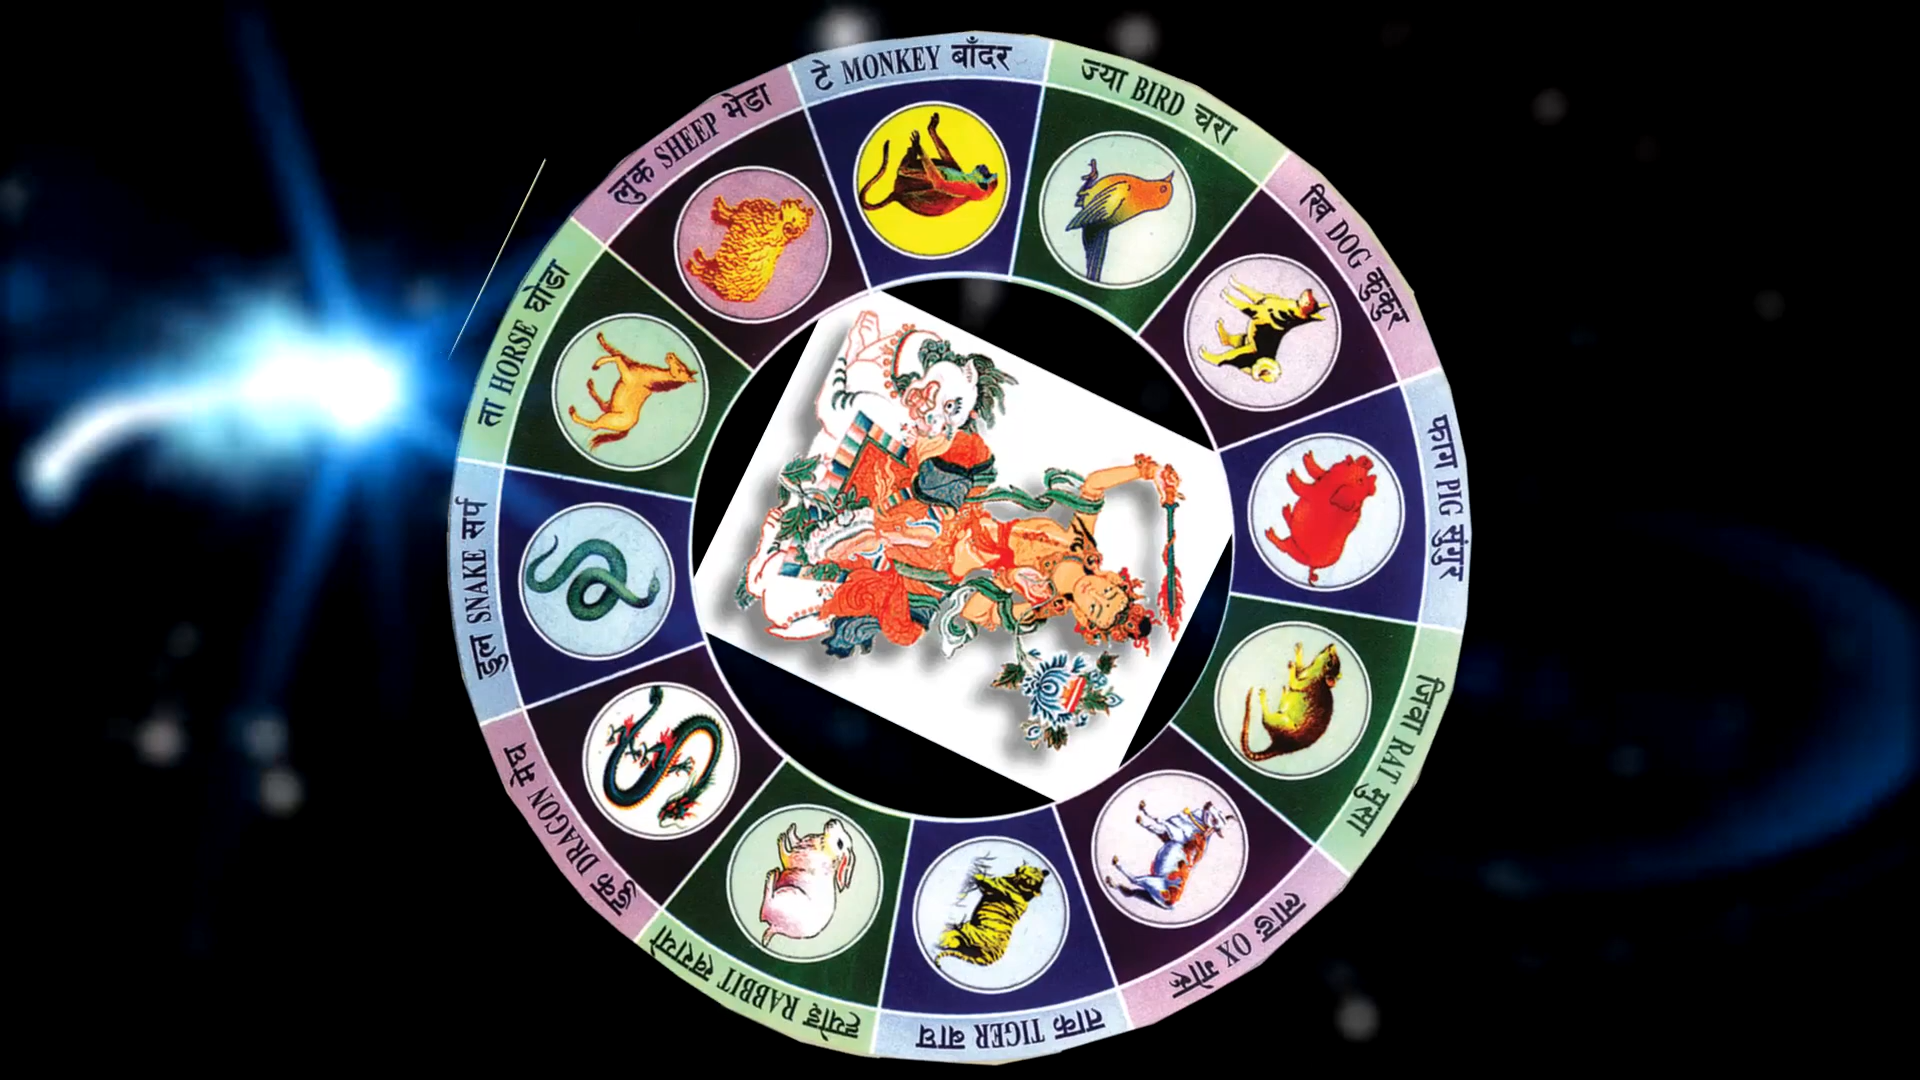 टे MONKEY बाँदर
ज्या BIRD चरा
खि DOG कुकुर
फाग PIG सुंगुर
जिवा RAT मुसा
लाङ OX गोरु
ताक TIGER बाघ
RABBIT खरायो
डुक DRAGON मेघ
डुल SNAKE सर्प
ता HORSE घोडा
लुक SHEEP भेडा